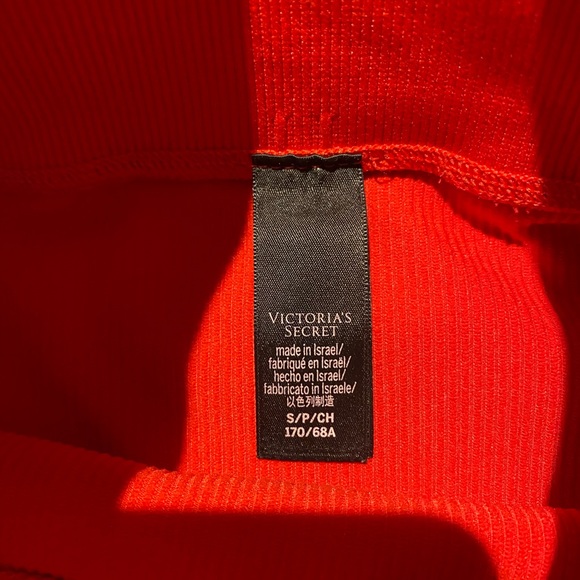 VICTORIA'S
SECRET
made in Israel/
fabriqué en Israël/
hecho en Israel/
fabbricato in Israele/
以色列制造
S/P/CH
170/68A